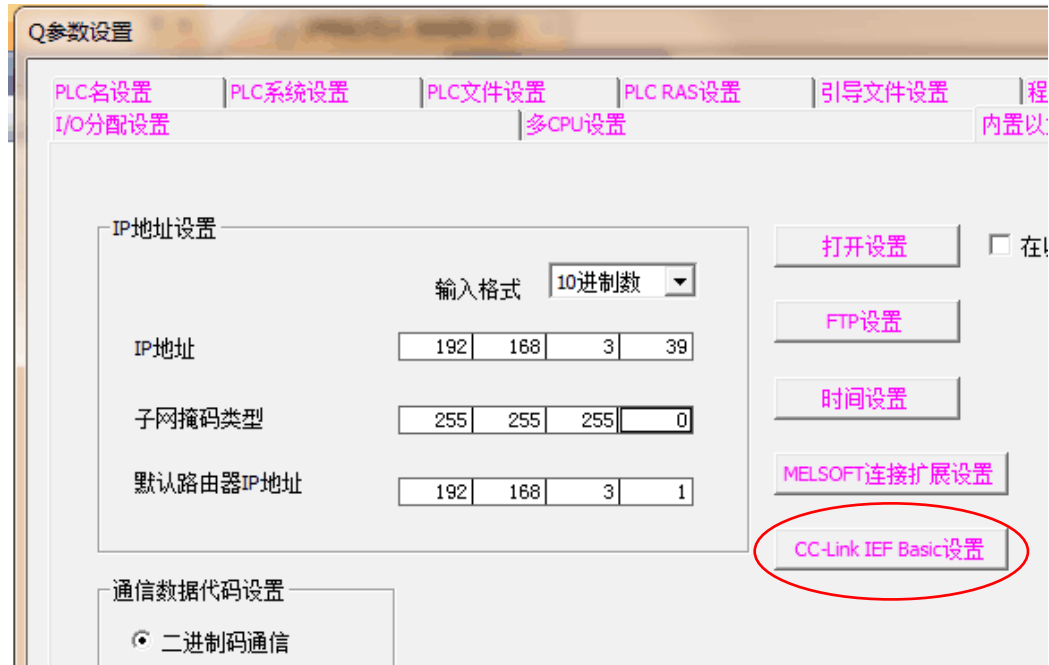 Q参数设置
PLC名设置 PLC系统设置 PLC文件设置 PLC RAS设置 引导文件设置 程
I/O分配设置 多CPU设置 内置以
IP地址设置
打开设置 在
输入格式 10进制数
FTP设置
IP地址 192 168 3 39
时间设置
子网掩码类型 255 255 255 0
MELSOFT连接扩展设置
默认路由器IP地址 192 168 3 1
CC-Link IEF Basic设置
通信数据代码设置
二进制码通信